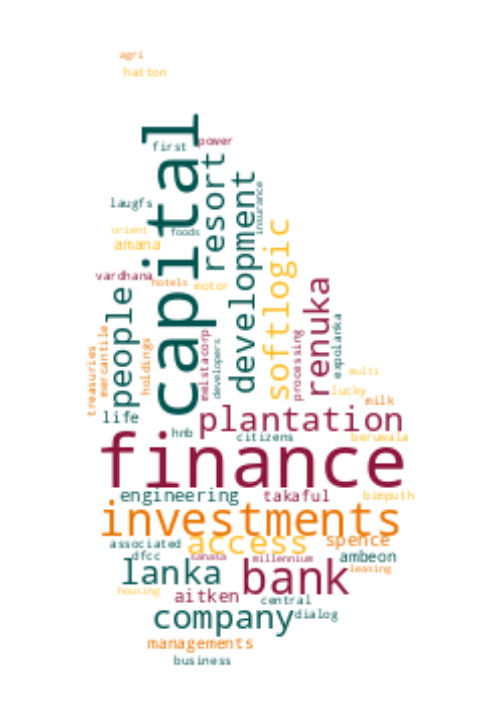 agri
hatton
power
first
capital
resort
development
insurance
laugfs
softlogic
orient
foods
amana
vardhana
hotels
motor
renuka
people
expolanka
mercantile
treasuries
holdings
melstacorp
developers
processing
multi
lucky
milk
life
plantation
hnb
citizens
beruwala
finance
engineering
takaful
bimputh
investments
access
spence
associated
dfcc
sanasa
millennium
ambeon
leasing
lanka
bank
housing
aitken
central
company
dialog
managements
business